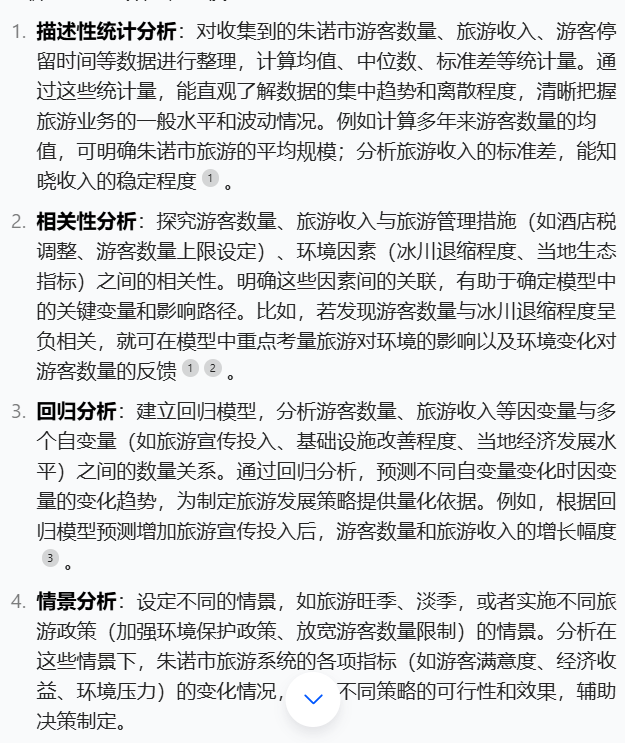 1. 描述性统计分析：对收集到的朱诺市游客数量、旅游收入、游客停
留时间等数据进行整理，计算均值、中位数、标准差等统计量。通
过这些统计量，能直观了解数据的集中趋势和离散程度，清晰把握
旅游业务的一般水平和波动情况。例如计算多年来游客数量的均
值，可明确朱诺市旅游的平均规模；分析旅游收入的标准差，能知
晓收入的稳定程度 1 。
2. 相关性分析：探究游客数量、旅游收入与旅游管理措施（如酒店税
调整、游客数量上限设定）、环境因素（冰川退缩程度、当地生态
指标）之间的相关性。明确这些因素间的关联，有助于确定模型中
的关键变量和影响路径。比如，若发现游客数量与冰川退缩程度呈
负相关，就可在模型中重点考量旅游对环境的影响以及环境变化对
游客数量的反馈 1 2 。
3. 回归分析：建立回归模型，分析游客数量、旅游收入等因变量与多
个自变量（如旅游宣传投入、基础设施改善程度、当地经济发展水
平）之间的数量关系。通过回归分析，预测不同自变量变化时因变
量的变化趋势，为制定旅游发展策略提供量化依据。例如，根据回
归模型预测增加旅游宣传投入后，游客数量和旅游收入的增长幅度
3 。
4. 情景分析：设定不同的情景，如旅游旺季、淡季，或者实施不同旅
游政策（加强环境保护政策、放宽游客数量限制）的情景。分析在
这些情景下，朱诺市旅游系统的各项指标（如游客满意度、经济收
益、环境压力）的变化情况，不同策略的可行性和效果，辅助
决策制定。